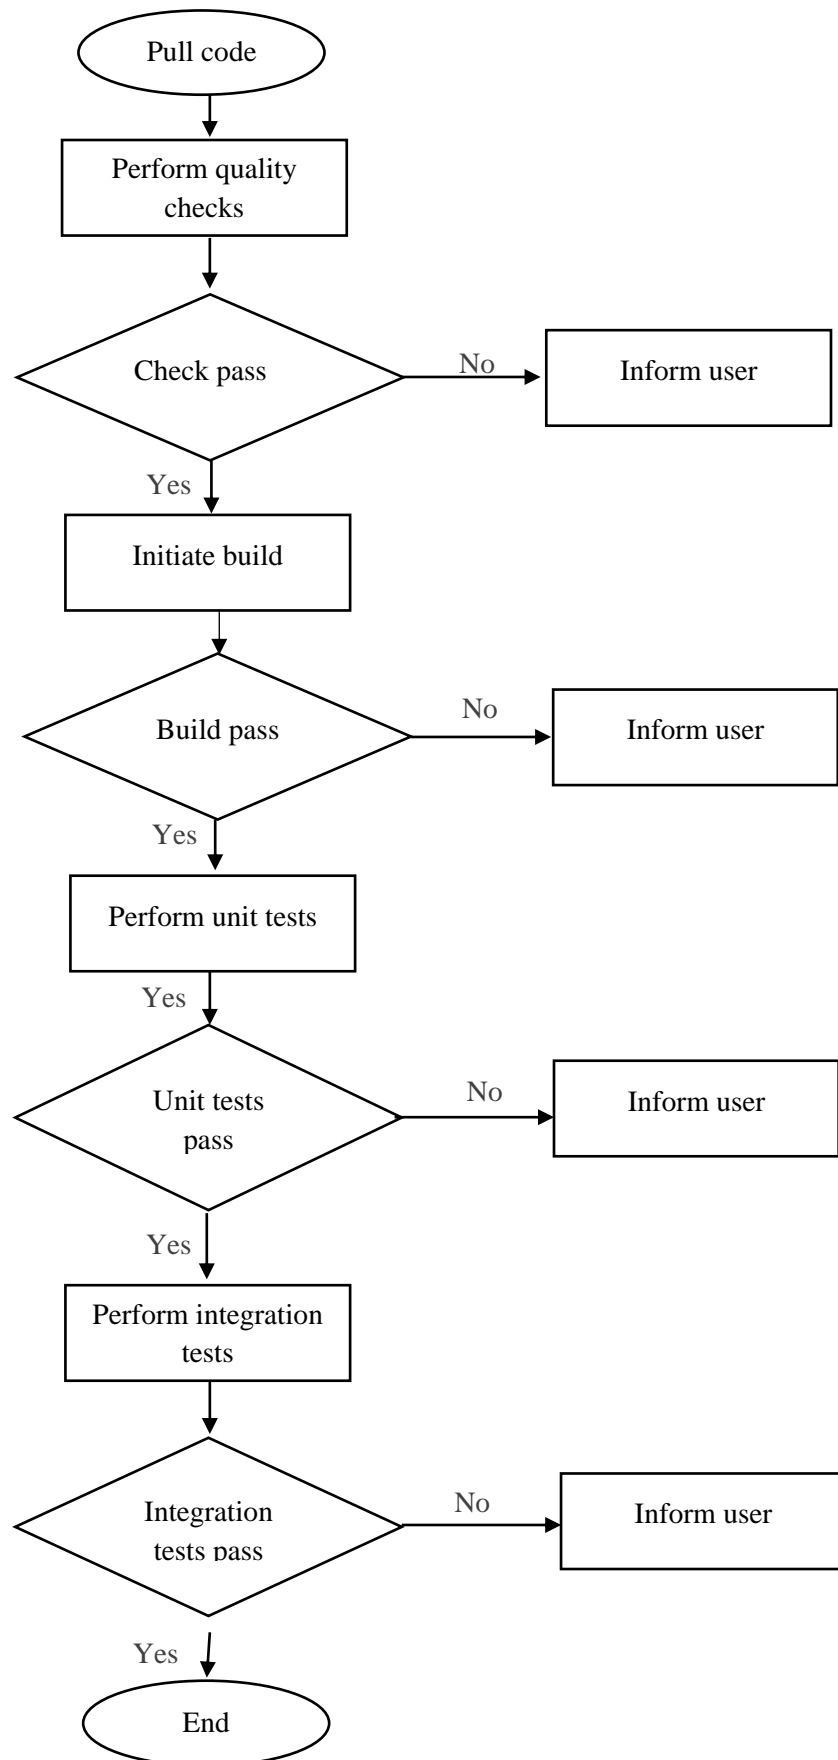 Pull code
Perform quality
checks
Check pass
No
Inform user
Yes
Initiate build
Build pass
No
Inform user
Yes
Perform unit tests
Yes
Unit tests
pass
No
Inform user
Yes
Perform integration
tests
Integration
tests pass
No
Inform user
Yes
End